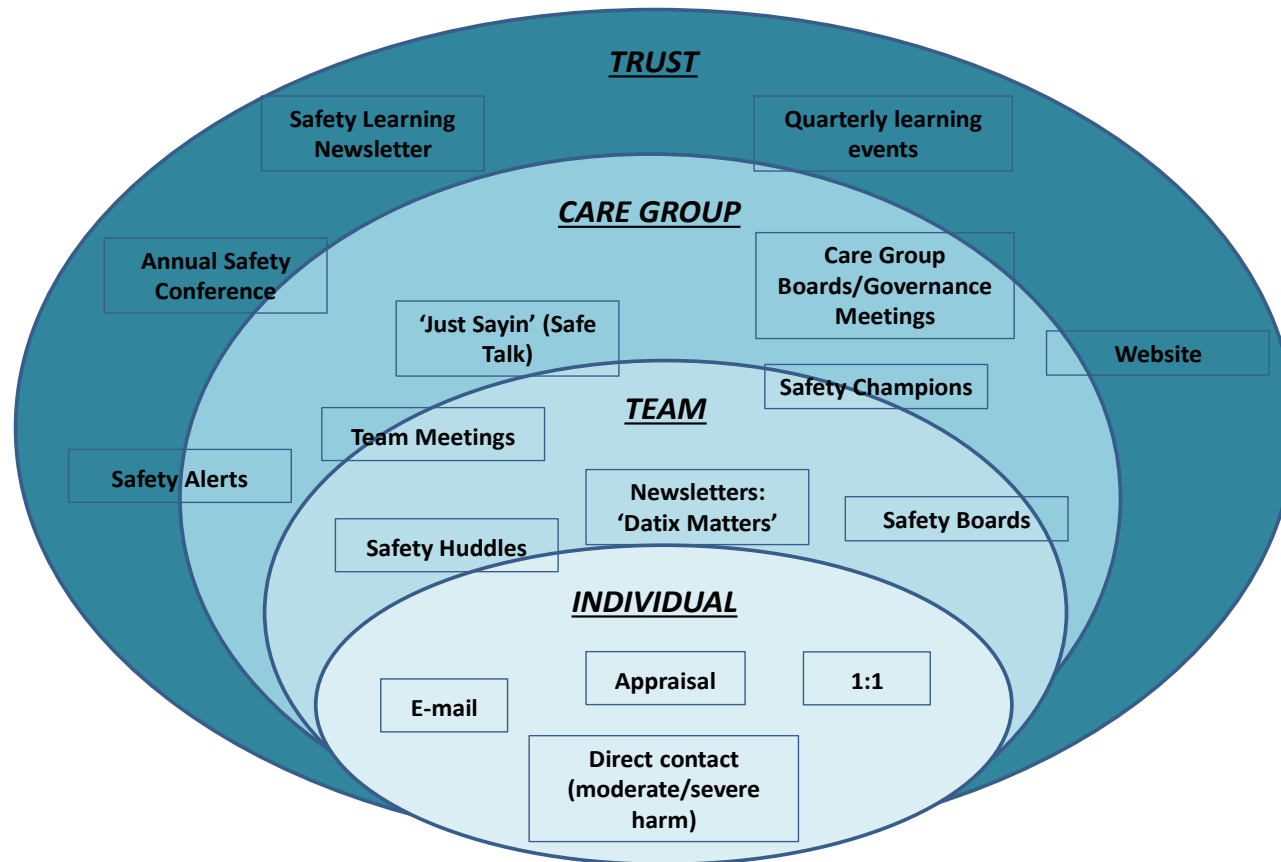 TRUST
Safety Learning
Newsletter
Quarterly learning
events
CARE GROUP
Annual Safety
Conference
Care Group
Boards/Governance
Meetings
‘Just Sayin’ (Safe
Talk)
Website
Safety Champions
TEAM
Team Meetings
Safety Alerts
Newsletters:
‘Datix Matters’
Safety Boards
Safety Huddles
INDIVIDUAL
Appraisal
1:1
E-mail
Direct contact
(moderate/severe
harm)